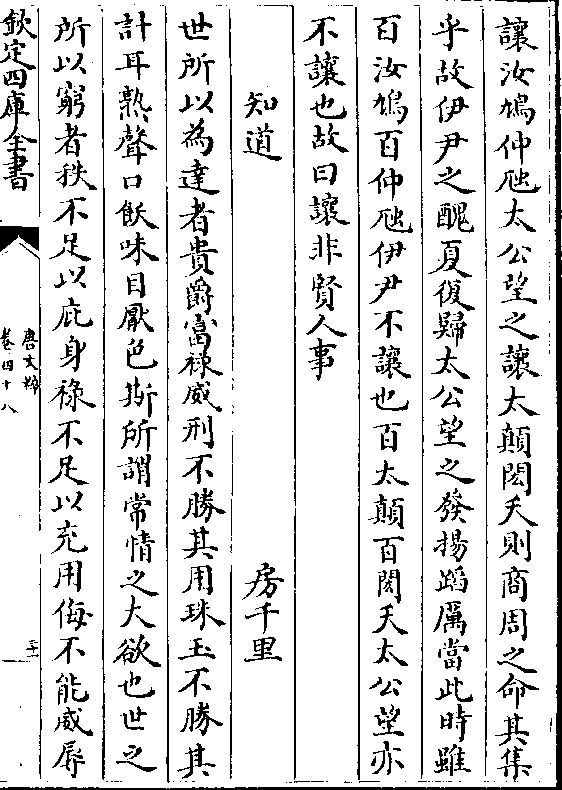 讓汝鳩仲虺太公望之讓太顛閎夭則商周之命其集
乎故伊尹之醜夏復歸太公望之發揚蹈厲當此時雖
百汝鳩百仲虺伊尹不讓也百太顛百閎夭太公望亦
不讓也故曰讓非賢人事
知道 房千里
世所以為達者貴爵富祿威刑不勝其用珠玉不勝其
計耳熟聲口飫味目厭色斯所謂常情之大欲也世之
所以窮者秩不足以庇身祿不足以充用侮不能威辱
欽定四庫全書
唐文粹
卷四十八